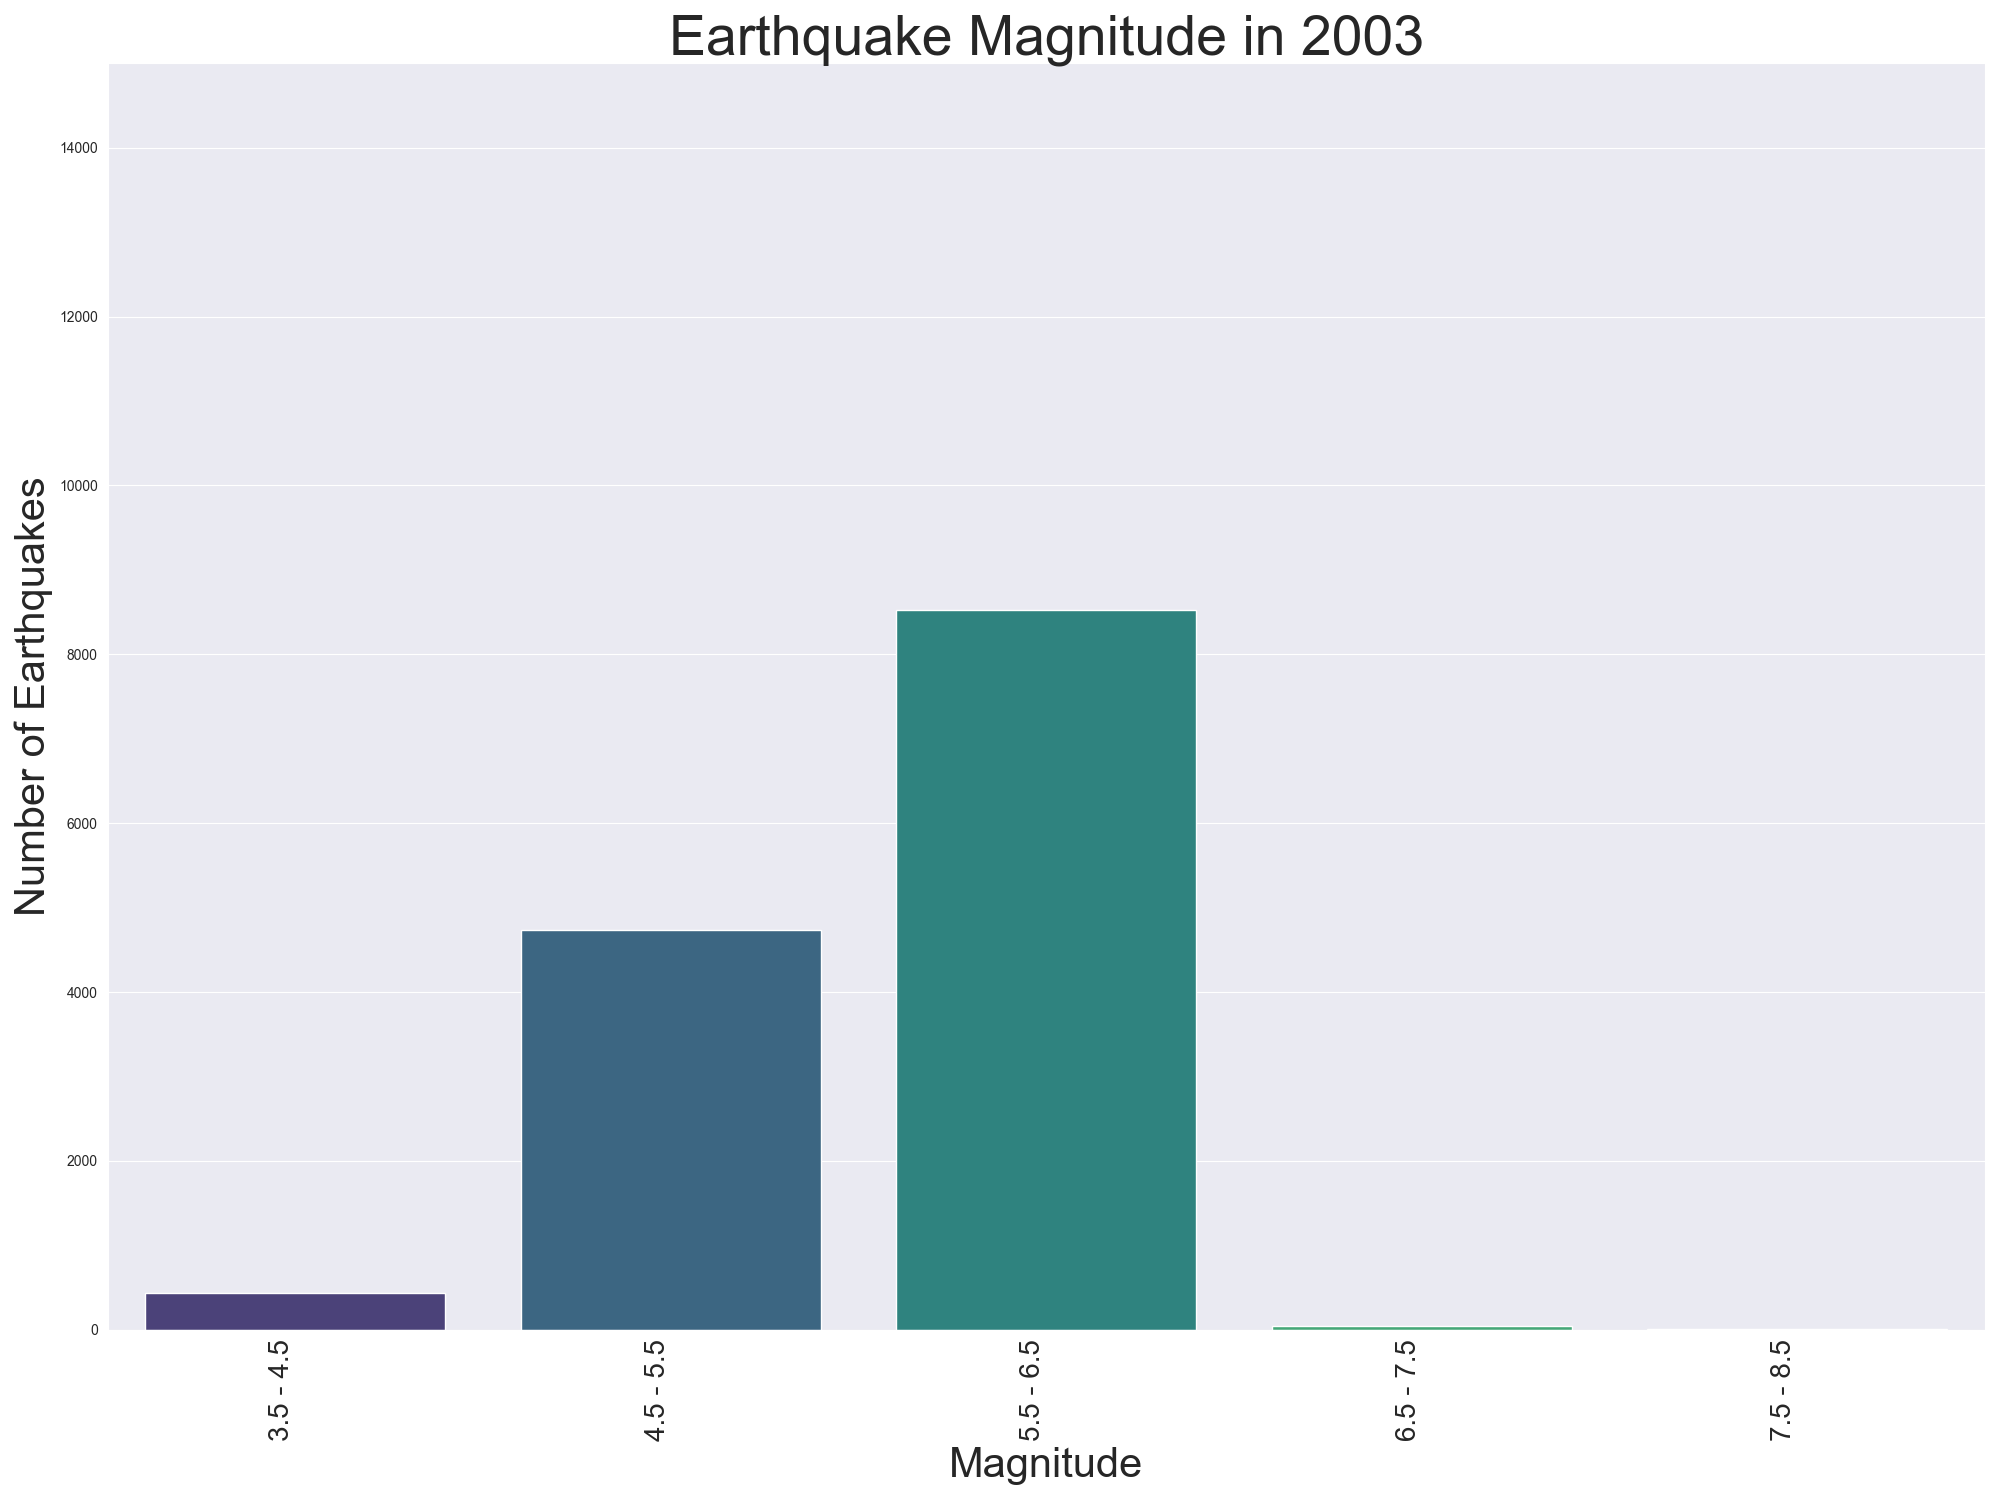 Earthquake Magnitude in 2003
Number of Earthquakes
14000
12000
10000
8000
6000
4000
2000
0
3.5 - 4.5
4.5 - 5.5
5.5 - 6.5
6.5 - 7.5
7.5 - 8.5
Magnitude